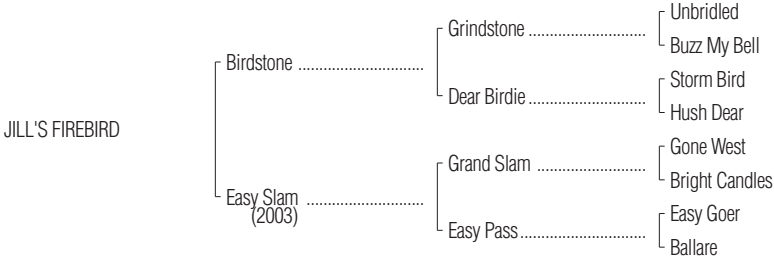 Unbridled
Grindstone ..............................
Buzz My Bell
Birdstone ................................
Storm Bird
Dear Birdie ..............................
Hush Dear
JILL'S FIREBIRD
Gone West
Grand Slam ............................
Bright Candles
Easy Slam ..............................
(2003)
Easy Goer
Easy Pass................................
Ballare